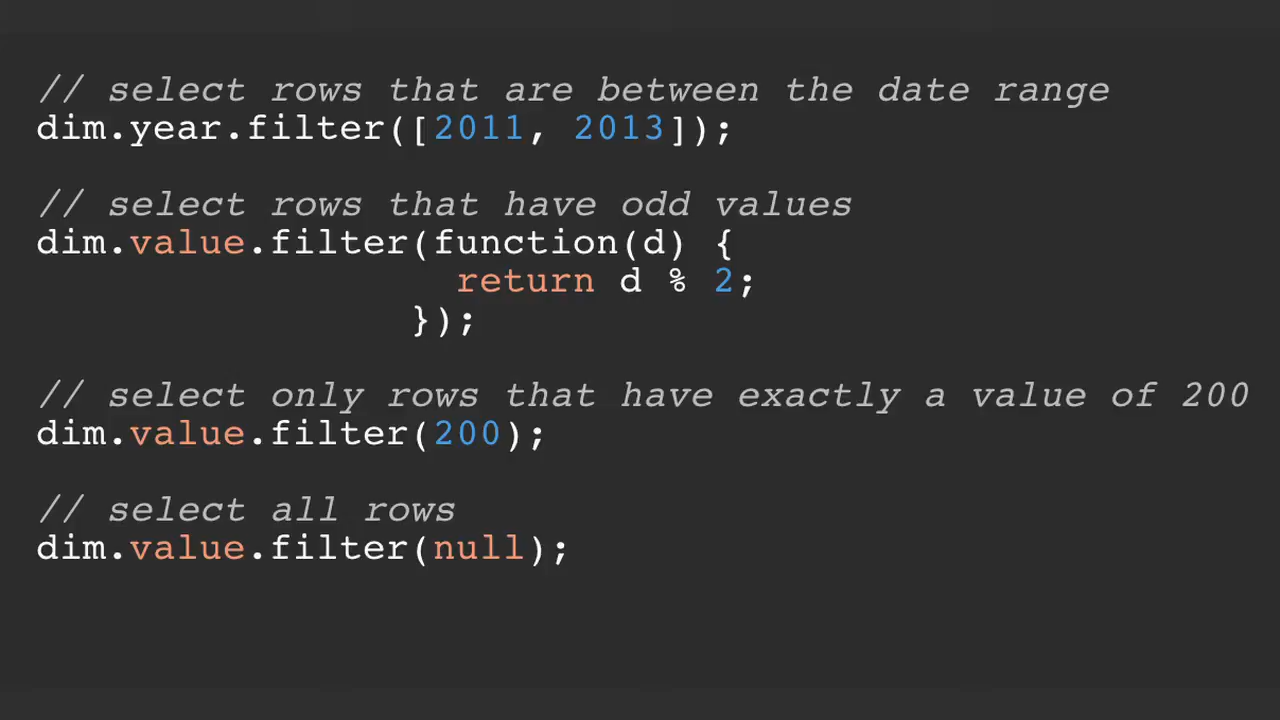 // select rows that are between the date range
dim.year.filter([2011, 2013]);
// select rows that have odd values
dim.value.filter(function(d) {
return d % 2;
});
// select only rows that have exactly a value of 200
dim.value.filter(200);
// select all rows
dim.value.filter(null);